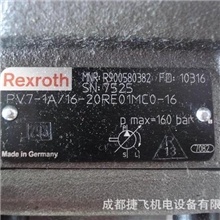 Rexroth
MNR: R900580382 FD: 10316
SN: 7525
PV7-1A/16-20RE01MC0-16
p max=160 bar
Made in Germany
7082
成都捷飞机电设备有限公司